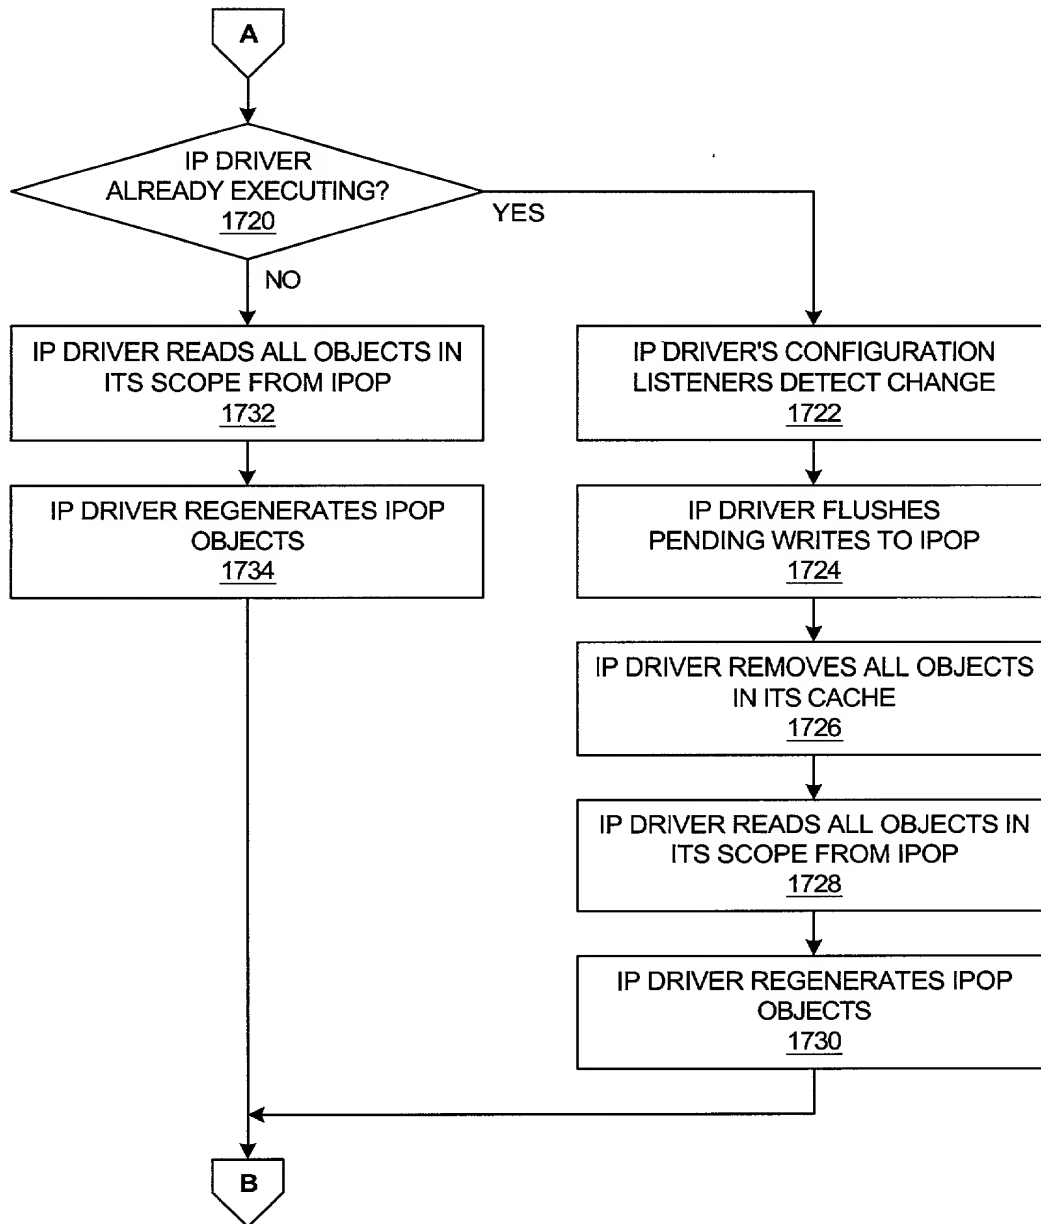 A
IP DRIVER
ALREADY EXECUTING?
1720
YES
NO
IP DRIVER READS ALL OBJECTS IN
ITS SCOPE FROM IPOP
1732
IP DRIVER REGENERATES IPOP
OBJECTS
1734
IP DRIVER'S CONFIGURATION
LISTENERS DETECT CHANGE
1722
IP DRIVER FLUSHES
PENDING WRITES TO IPOP
1724
IP DRIVER REMOVES ALL OBJECTS
IN ITS CACHE
1726
IP DRIVER READS ALL OBJECTS IN
ITS SCOPE FROM IPOP
1728
IP DRIVER REGENERATES IPOP
OBJECTS
1730
B